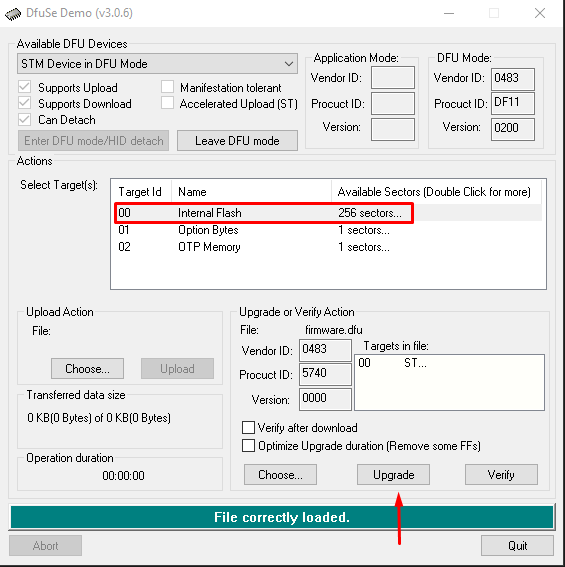 DfuSe Demo (v3.0.6)
Available DFU Devices
STM Device in DFU Mode
Supports Upload
Manifestation tolerant
Supports Download
Accelerated Upload (ST)
Can Detach
Enter DFU mode/HID detach
Leave DFU mode
Application Mode:
Vendor ID:
Procuct ID:
Version:
DFU Mode:
Vendor ID: 0483
Procuct ID: DF11
Version: 0200
Actions
Select Target(s):
Target Id Name Available Sectors (Double Click for more)
00 Internal Flash 256 sectors...
01 Option Bytes 1 sectors...
02 OTP Memory 1 sectors...
Upload Action
File:
Choose...
Upload
Transferred data size
0 KB(0 Bytes) of 0 KB(0 Bytes)
Operation duration
00:00:00
Upgrade or Verify Action
File: firmware.dfu
Vendor ID: 0483
Procuct ID: 5740
Version: 0000
Targets in file:
00 ST...
Verify after download
Optimize Upgrade duration (Remove some FFs)
Choose...
Upgrade
Verify
File correctly loaded.
Abort
Quit